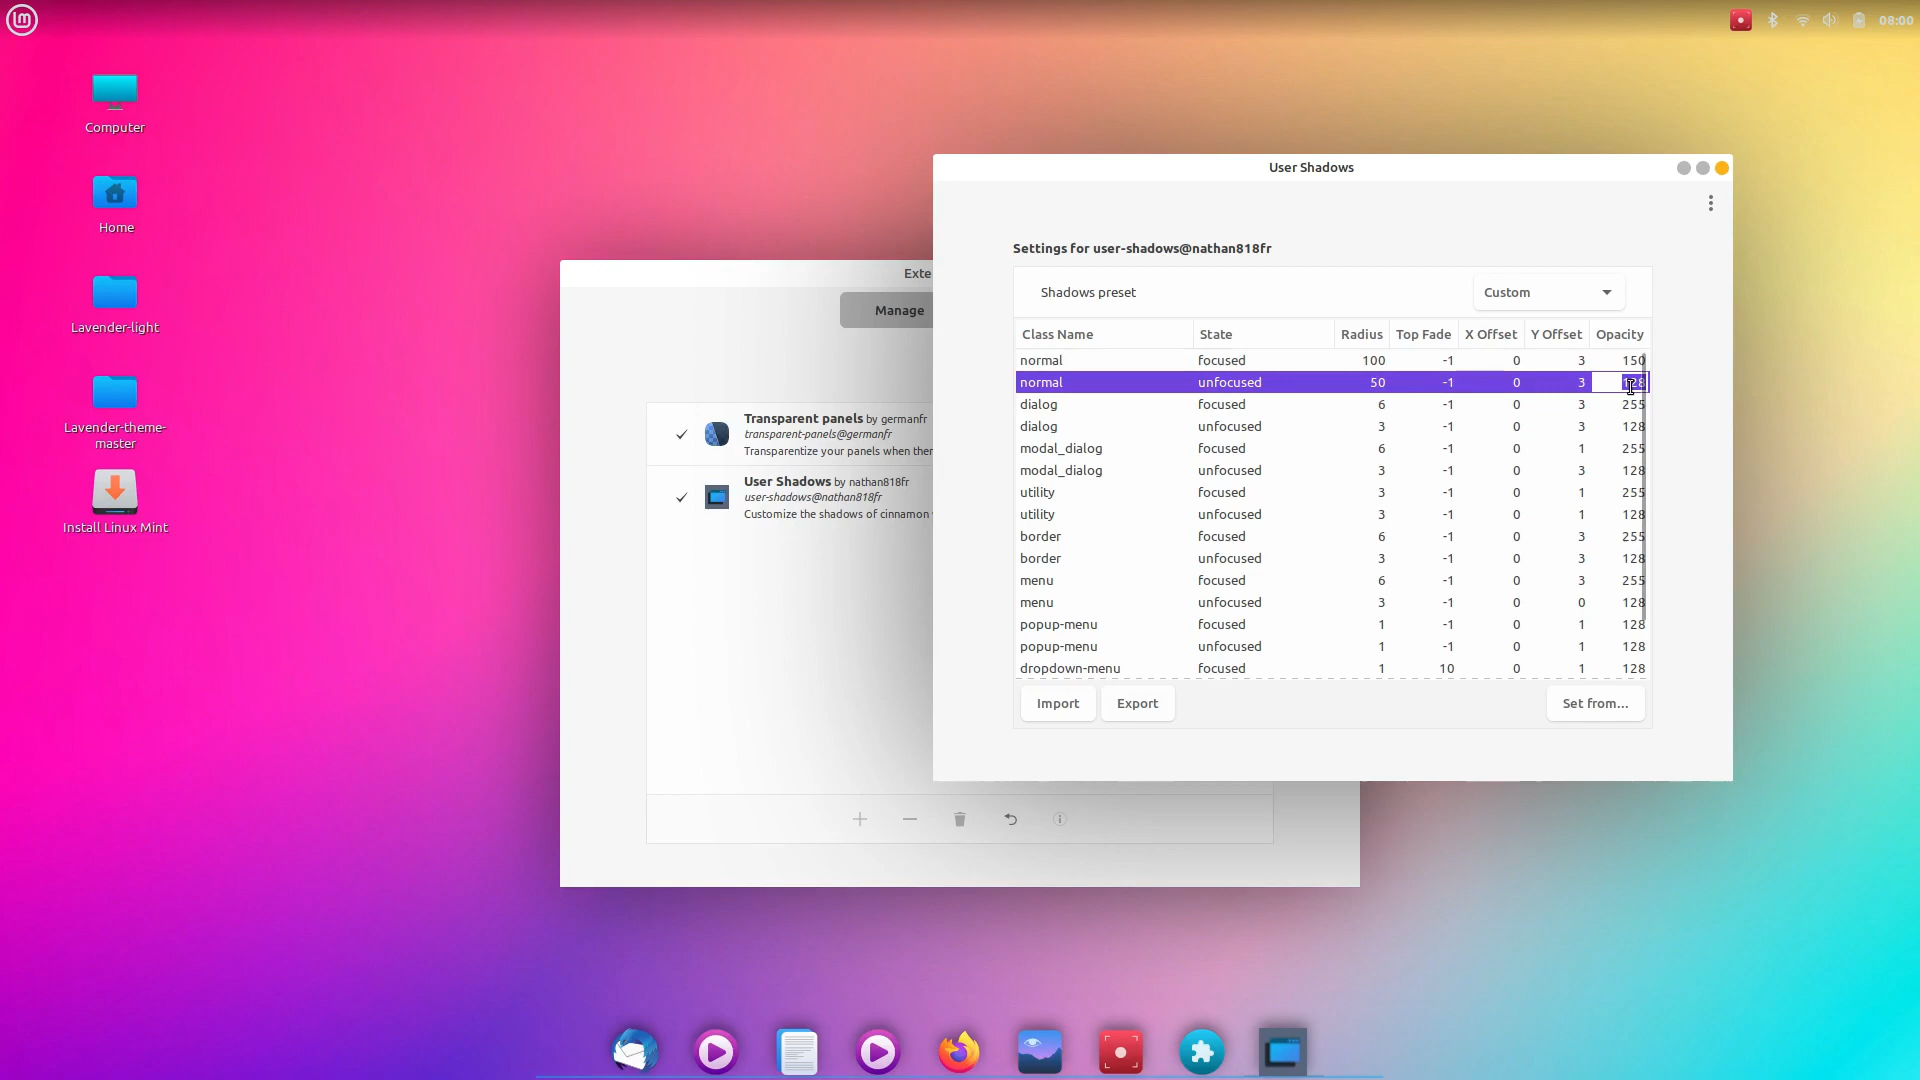 08:00
Computer
Home
Lavender-light
Lavender-theme-
master
Install Linux Mint
Exte
Manage
Transparent panels by germanfr
transparent-panels@germanfr
Transparentize your panels when ther
User Shadows by nathan818fr
user-shadows@nathan818fr
Customize the shadows of cinnamon
User Shadows
Settings for user-shadows@nathan818fr
Shadows preset Custom
Class Name State Radius Top Fade X Offset Y Offset Opacity
normal focused 100 -1 0 3 150
normal unfocused 50 -1 0 3 128
dialog focused 6 -1 0 3 255
dialog unfocused 3 -1 0 3 128
modal_dialog focused 6 -1 0 1 255
modal_dialog unfocused 3 -1 0 3 128
utility focused 3 -1 0 1 255
utility unfocused 3 -1 0 1 128
border focused 6 -1 0 3 255
border unfocused 3 -1 0 3 128
menu focused 6 -1 0 3 255
menu unfocused 3 -1 0 0 128
popup-menu focused 1 -1 0 1 128
popup-menu unfocused 1 -1 0 1 128
dropdown-menu focused 1 10 0 1 128
Import Export Set from...